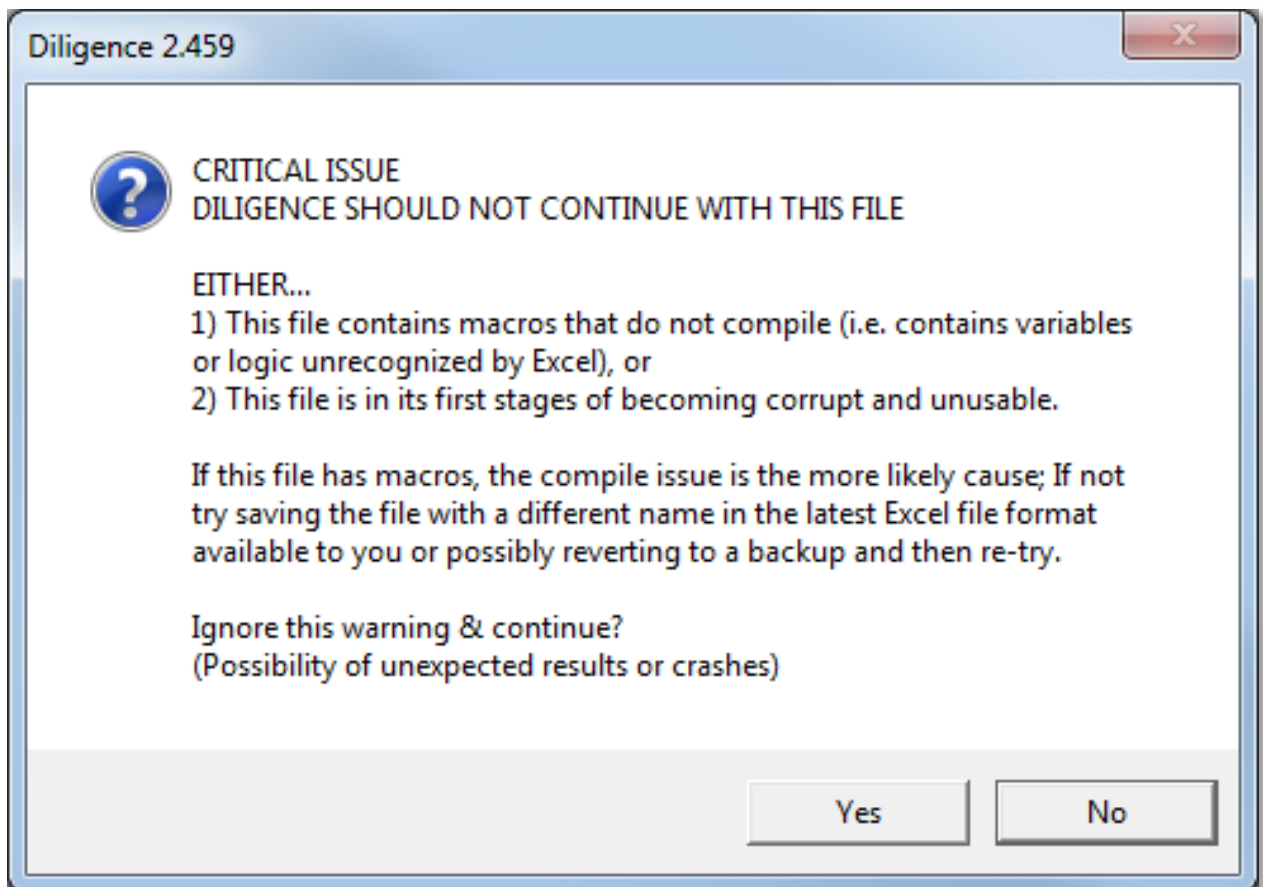 Diligence 2.459
CRITICAL ISSUE
DILIGENCE SHOULD NOT CONTINUE WITH THIS FILE
EITHER...
1) This file contains macros that do not compile (i.e. contains variables
or logic unrecognized by Excel), or
2) This file is in its first stages of becoming corrupt and unusable.
If this file has macros, the compile issue is the more likely cause; If not
try saving the file with a different name in the latest Excel file format
available to you or possibly reverting to a backup and then re-try.
Ignore this warning & continue?
(Possibility of unexpected results or crashes)
Yes
No